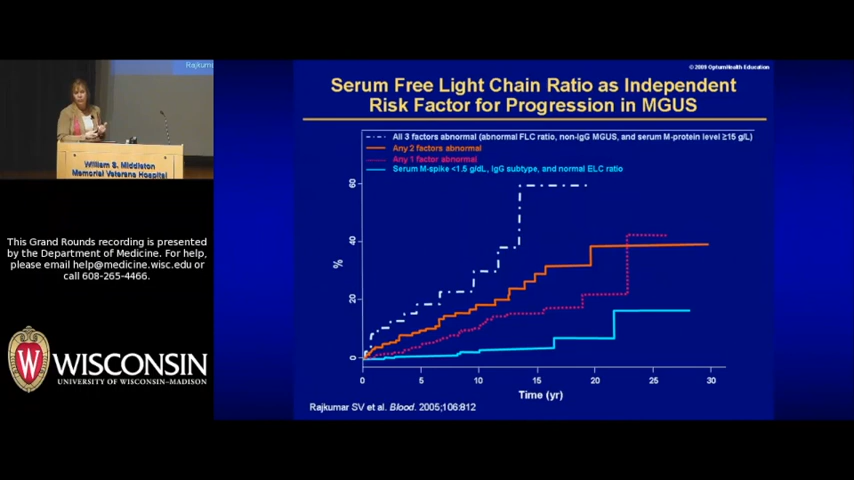 Rajkuma
William S. Middleton
Memorial Veterans Hospital
This Grand Rounds recording is presented
by the Department of Medicine. For help,
please email help@medicine.wisc.edu or
call 608-265-4466.
W
WISCONSIN
UNIVERSITY OF WISCONSIN-MADISON
© 2009 OptumHealth Education
Serum Free Light Chain Ratio as Independent
Risk Factor for Progression in MGUS
All 3 factors abnormal (abnormal FLC ratio, non-IgG MGUS, and serum M-protein level ≥15 g/L)
Any 2 factors abnormal
Any 1 factor abnormal
Serum M-spike <1.5 g/dL, IgG subtype, and normal FLC ratio
60
40
%
20
0
0 5 10 15 20 25 30
Time (yr)
Rajkumar SV et al. Blood. 2005;106:812